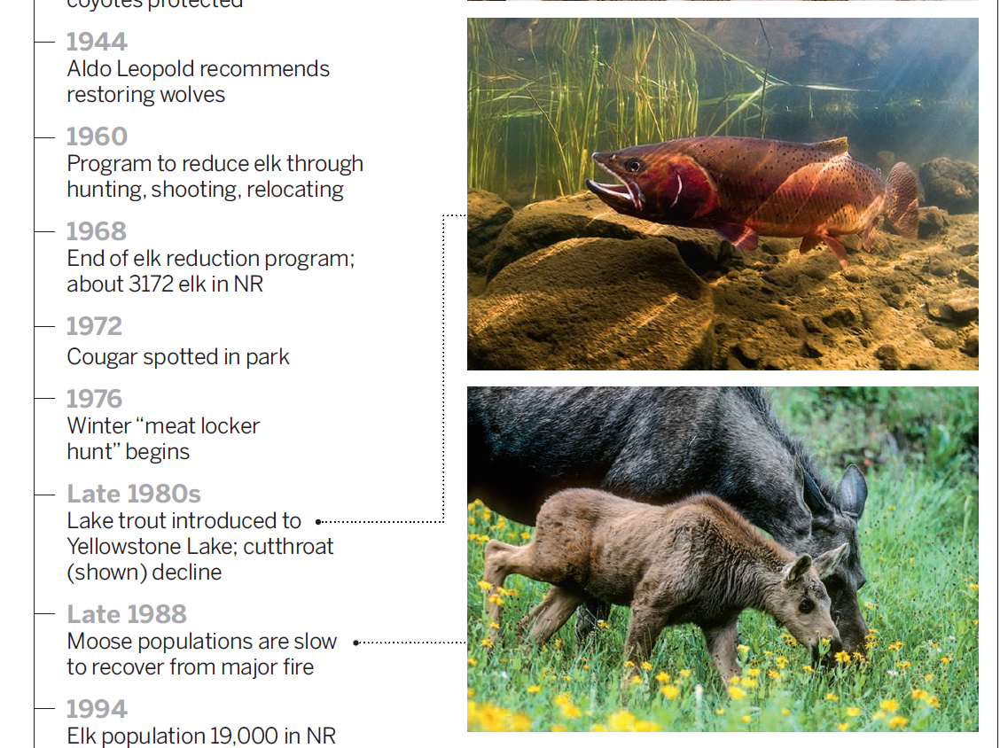 coyotes protected
1944
Aldo Leopold recommends
restoring wolves
1960
Program to reduce elk through
hunting, shooting, relocating
1968
End of elk reduction program;
about 3172 elk in NR
1972
Cougar spotted in park
1976
Winter “meat locker
hunt” begins
Late 1980s
Lake trout introduced to
Yellowstone Lake; cutthroat
(shown) decline
Late 1988
Moose populations are slow
to recover from major fire
1994
Elk population 19,000 in NR